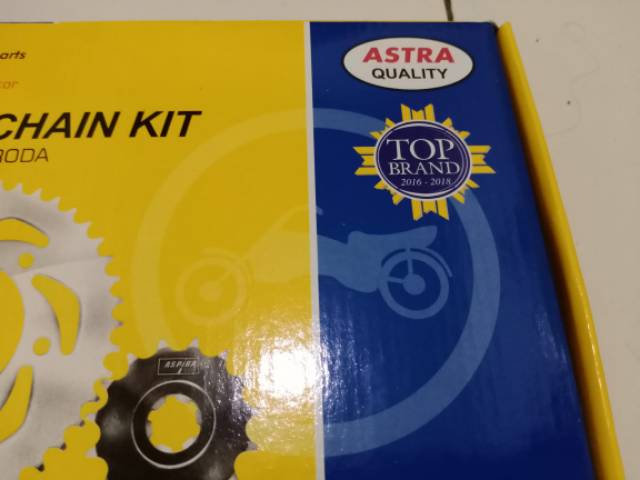 arts
ASTRA
QUALITY
CHAIN KIT
RODA
TOP
BRAND
2016 - 2018
ASPIRA